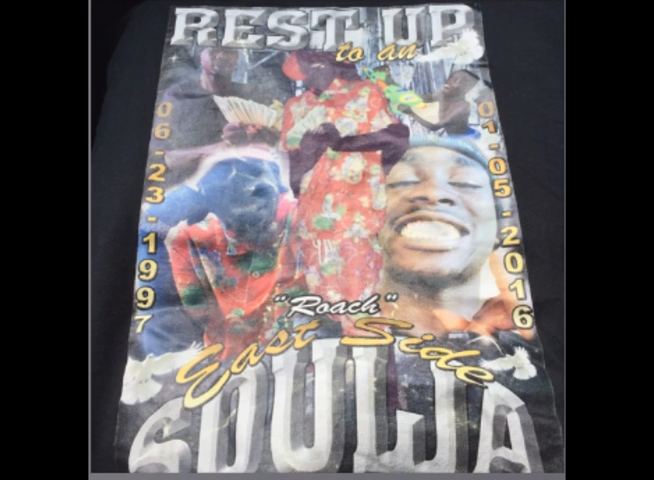 REST UP
to an
06-23-1997
01-05-2016
"Roach"
East Side
SOULJA